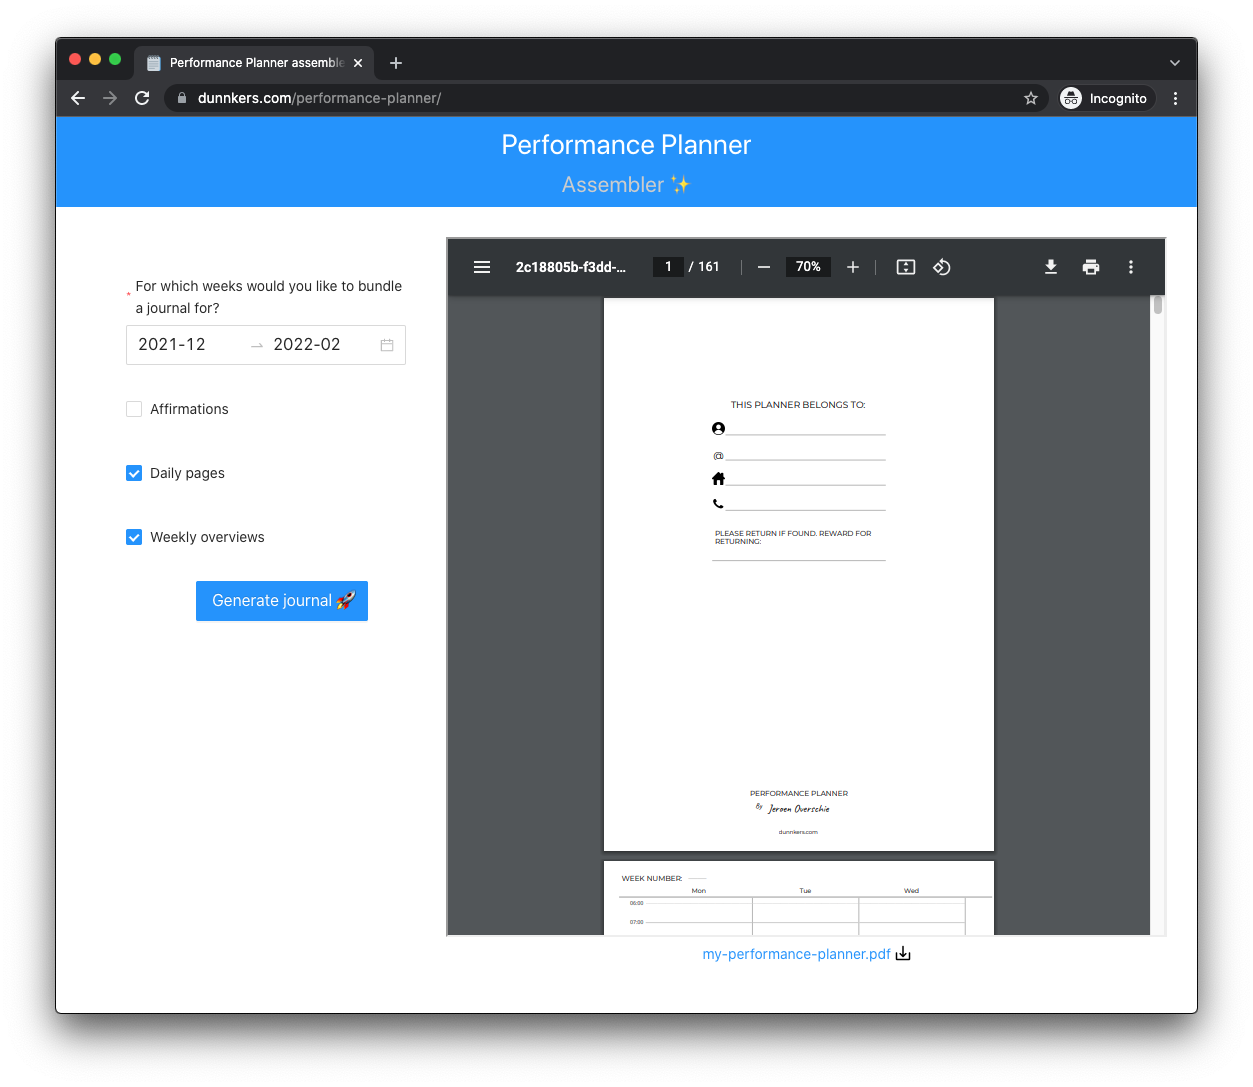 Performance Planner assemble
dunnkers.com/performance-planner/
Incognito
Performance Planner
Assembler ✨
* For which weeks would you like to bundle
a journal for?
2021-12 → 2022-02
Affirmations
Daily pages
Weekly overviews
Generate journal 🚀
2c18805b-f3dd-...
1 / 161
70%
THIS PLANNER BELONGS TO:
@
PLEASE RETURN IF FOUND. REWARD FOR
RETURNING:
PERFORMANCE PLANNER
By Jeroen Overschie
dunnkers.com
WEEK NUMBER:
Mon Tue Wed
06:00
07:00
my-performance-planner.pdf